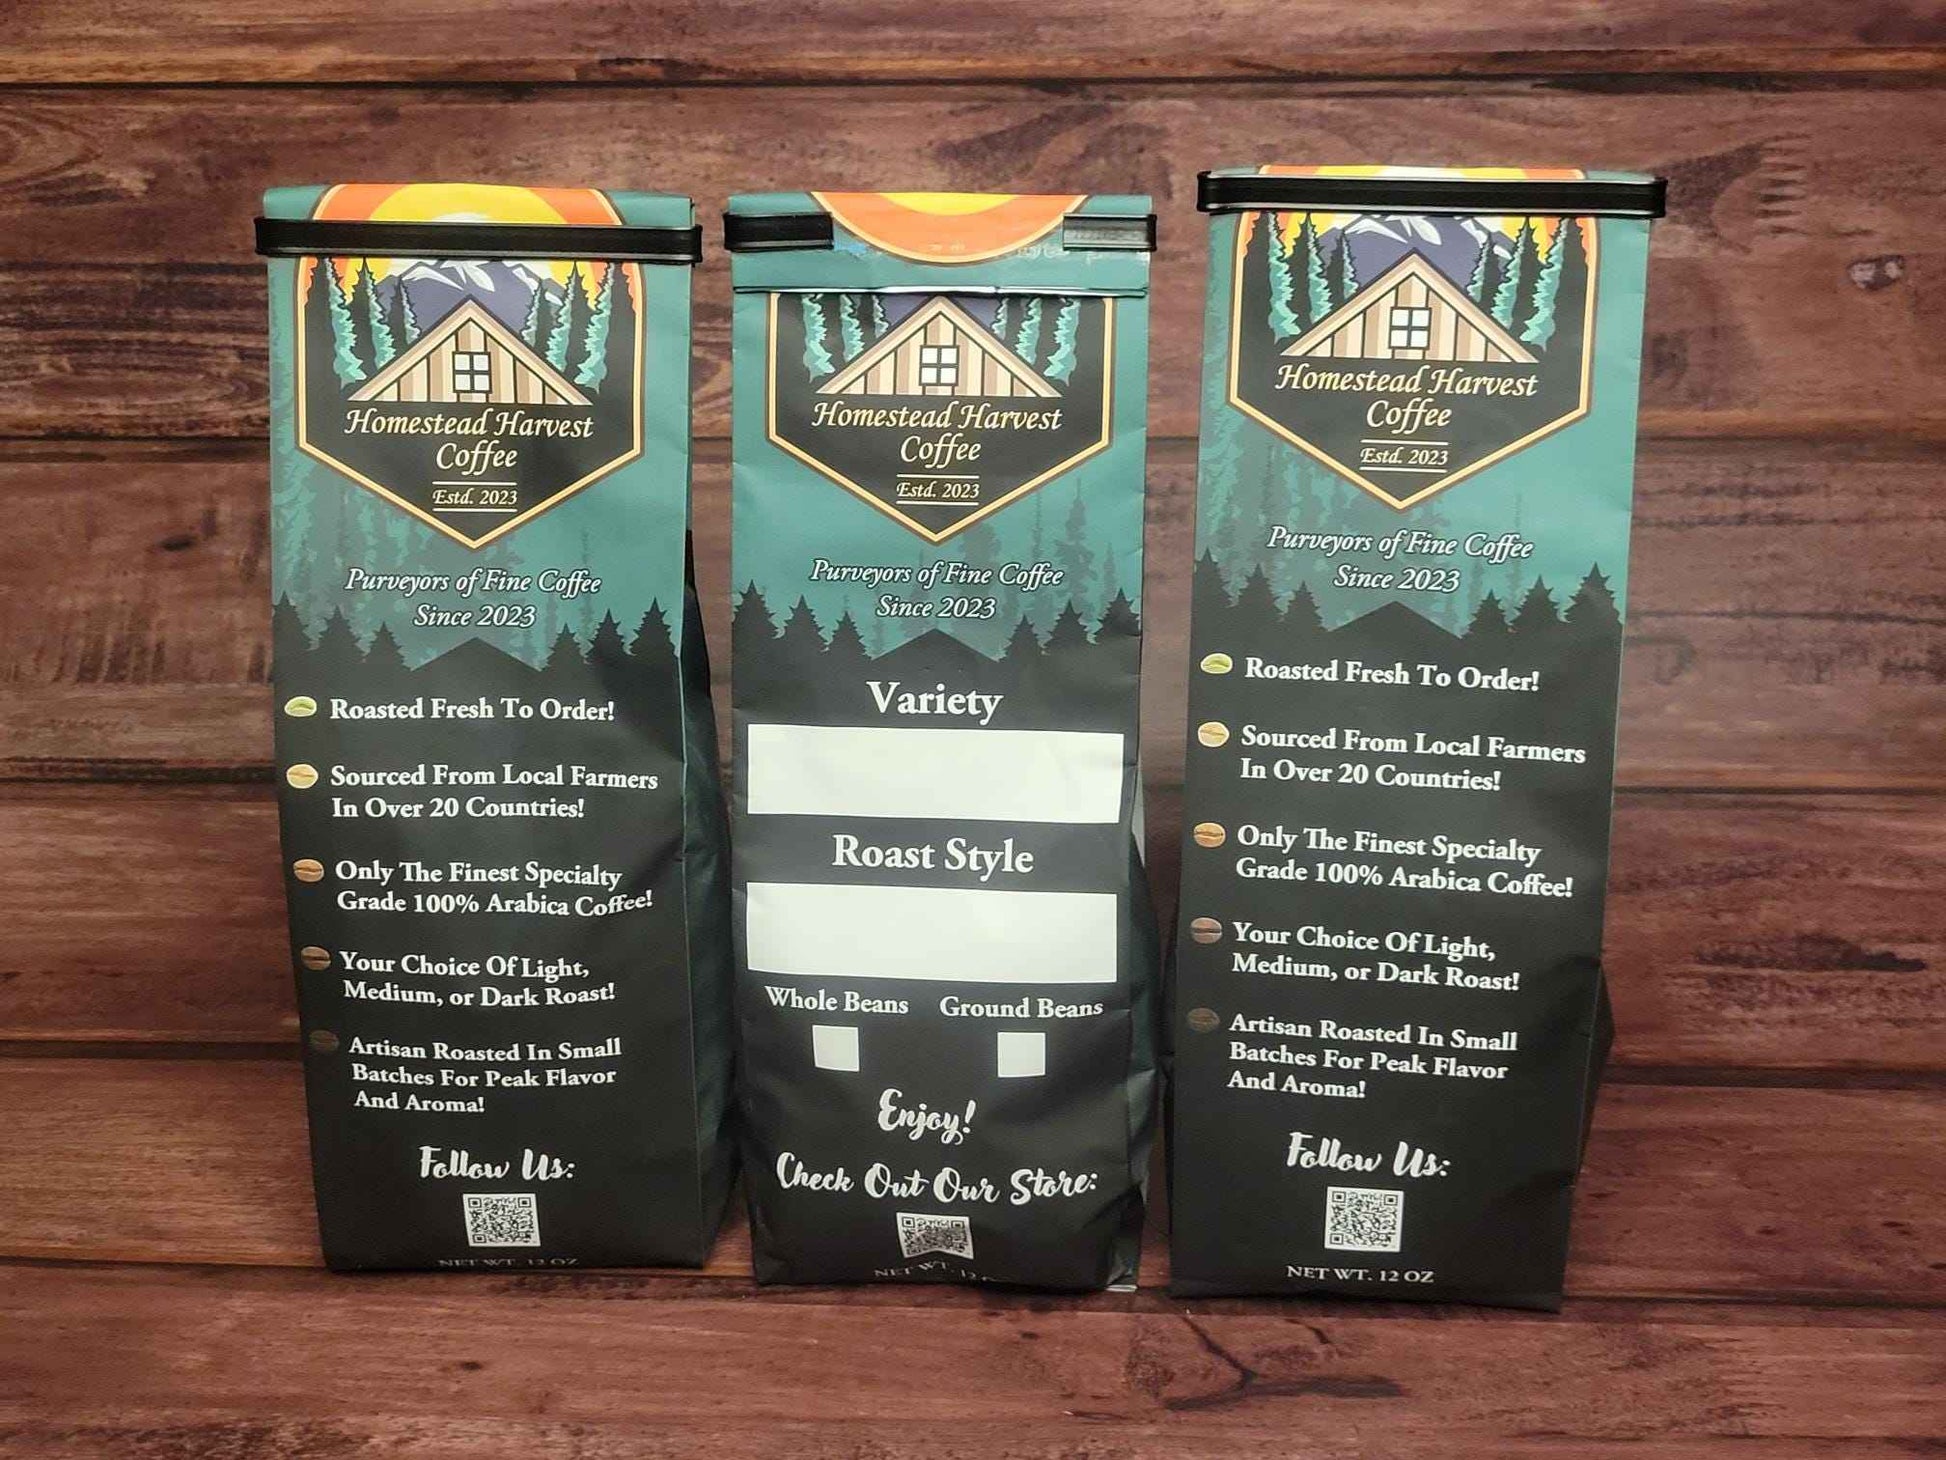 Homestead Harvest
Coffee
Estd. 2023
Purveyors of Fine Coffee
Since 2023
Roasted Fresh To Order!
Sourced From Local Farmers
In Over 20 Countries!
Only The Finest Specialty
Grade 100% Arabica Coffee!
Your Choice Of Light,
Medium, or Dark Roast!
Artisan Roasted In Small
Batches For Peak Flavor
And Aroma!
Follow Us:
NET WT. 12 OZ
Homestead Harvest
Coffee
Estd. 2023
Purveyors of Fine Coffee
Since 2023
Variety
Roast Style
Whole Beans Ground Beans
Enjoy!
Check Out Our Store:
NET WT. 12
Homestead Harvest
Coffee
Estd. 2023
Purveyors of Fine Coffee
Since 2023
Roasted Fresh To Order!
Sourced From Local Farmers
In Over 20 Countries!
Only The Finest Specialty
Grade 100% Arabica Coffee!
Your Choice Of Light,
Medium, or Dark Roast!
Artisan Roasted In Small
Batches For Peak Flavor
And Aroma!
Follow Us:
NET WT. 12 OZ